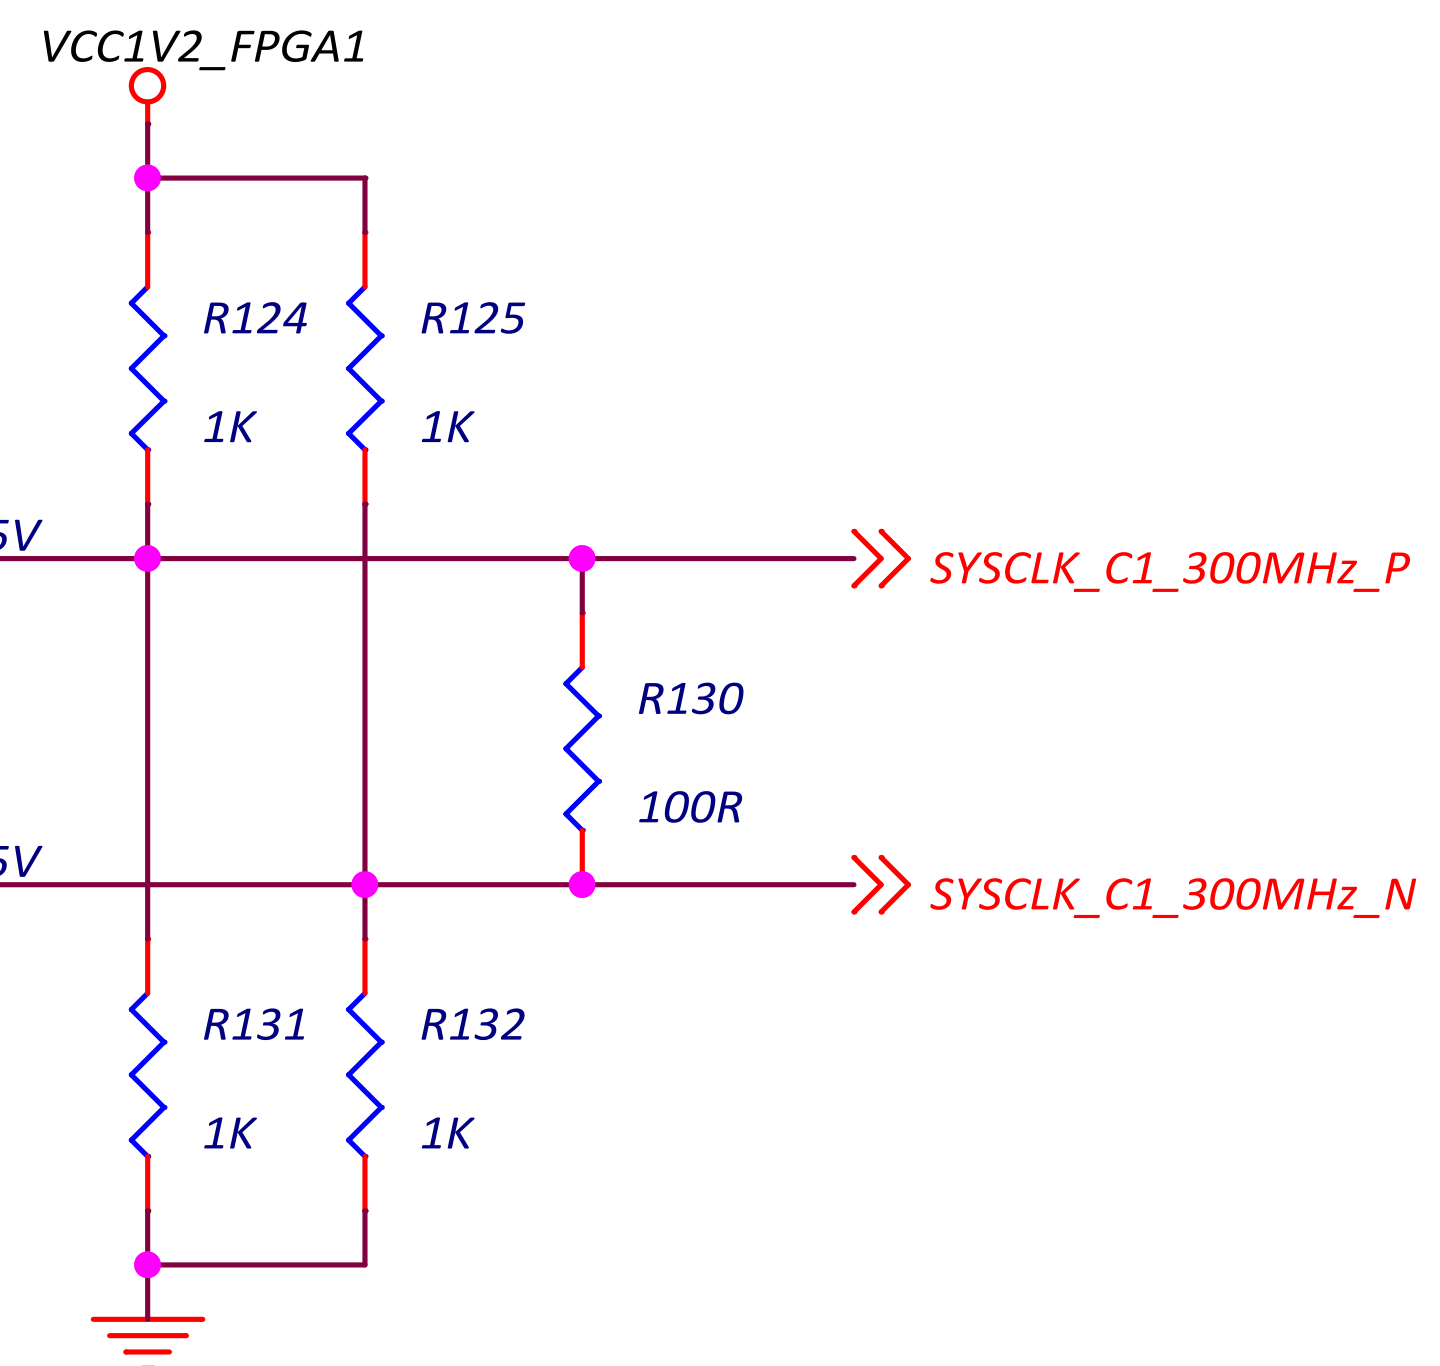 VCC1V2_FPGA1
R124
R125
1K
1K
5V
SYSCLK_C1_300MHz_P
R130
100R
5V
SYSCLK_C1_300MHz_N
R131
R132
1K
1K